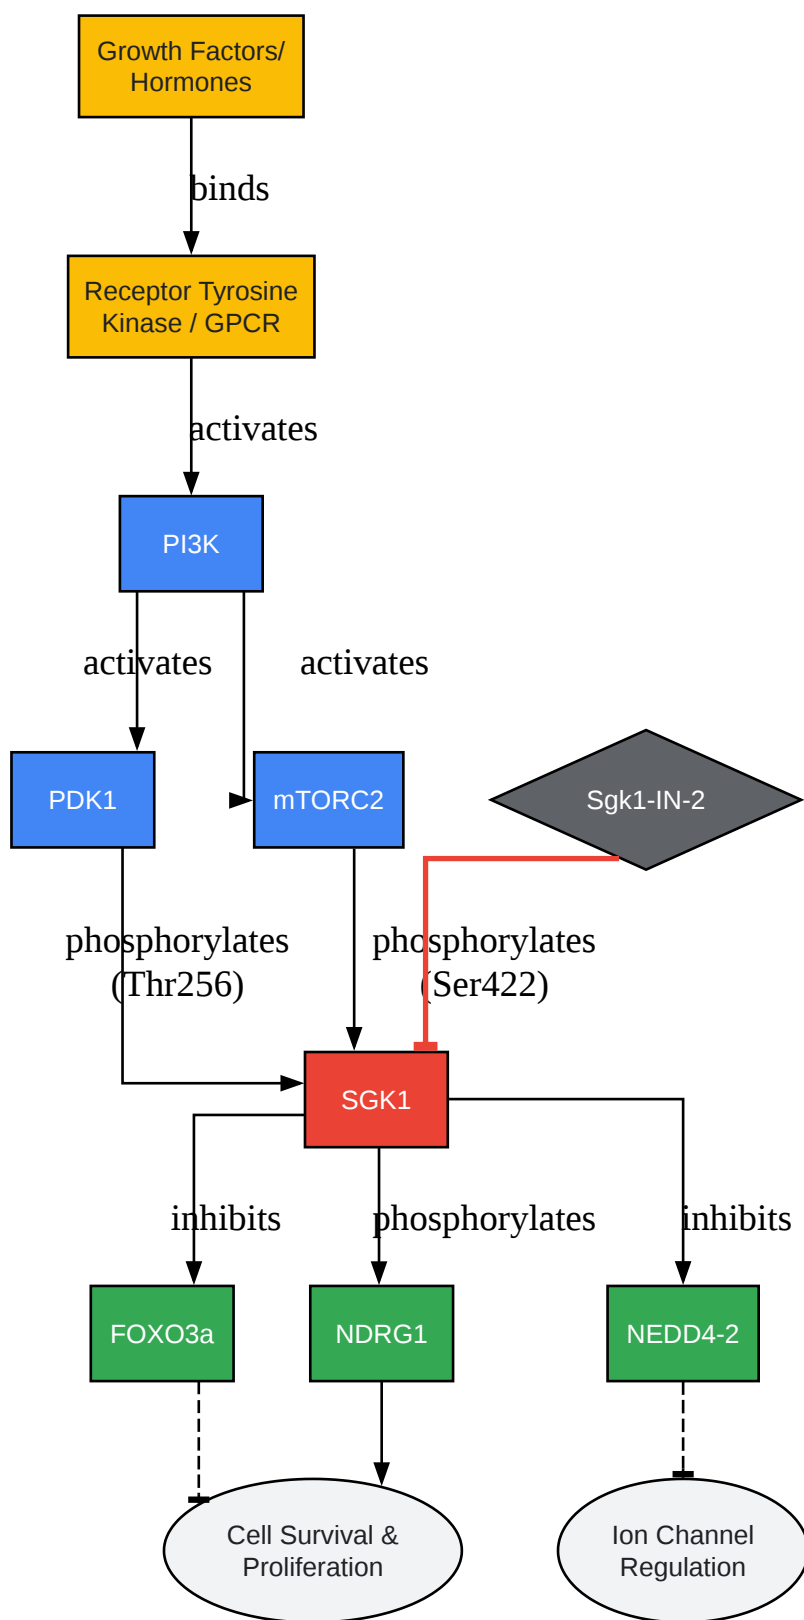 Growth Factors/
Hormones
binds
Receptor Tyrosine
Kinase / GPCR
activates
PI3K
activates
activates
PDK1
mTORC2
Sgk1-IN-2
phosphorylates
(Thr256)
phosphorylates
(Ser422)
SGK1
inhibits
phosphorylates
inhibits
FOXO3a
NDRG1
NEDD4-2
Cell Survival &
Proliferation
Ion Channel
Regulation